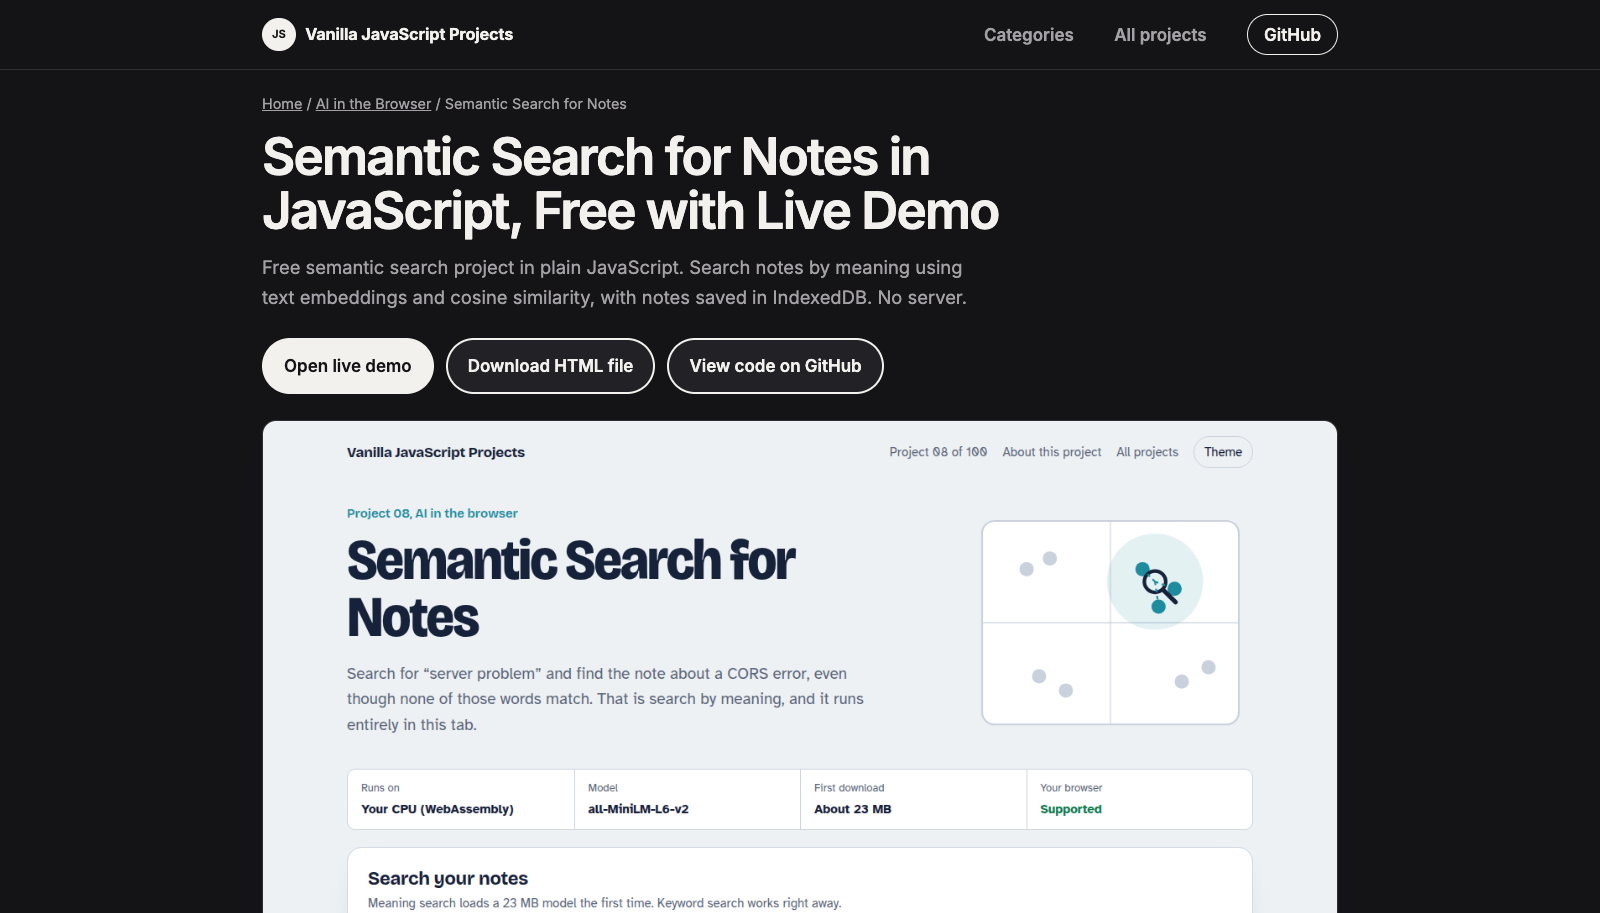 JS Vanilla JavaScript Projects
Categories All projects GitHub
Home / AI in the Browser / Semantic Search for Notes
Semantic Search for Notes in
JavaScript, Free with Live Demo
Free semantic search project in plain JavaScript. Search notes by meaning using
text embeddings and cosine similarity, with notes saved in IndexedDB. No server.
Open live demo Download HTML file View code on GitHub
Vanilla JavaScript Projects
Project 08 of 100 About this project All projects Theme
Project 08, AI in the browser
Semantic Search for
Notes
Search for “server problem” and find the note about a CORS error, even
though none of those words match. That is search by meaning, and it runs
entirely in this tab.
Runs on
Your CPU (WebAssembly)
Model
all-MiniLM-L6-v2
First download
About 23 MB
Your browser
Supported
Search your notes
Meaning search loads a 23 MB model the first time. Keyword search works right away.